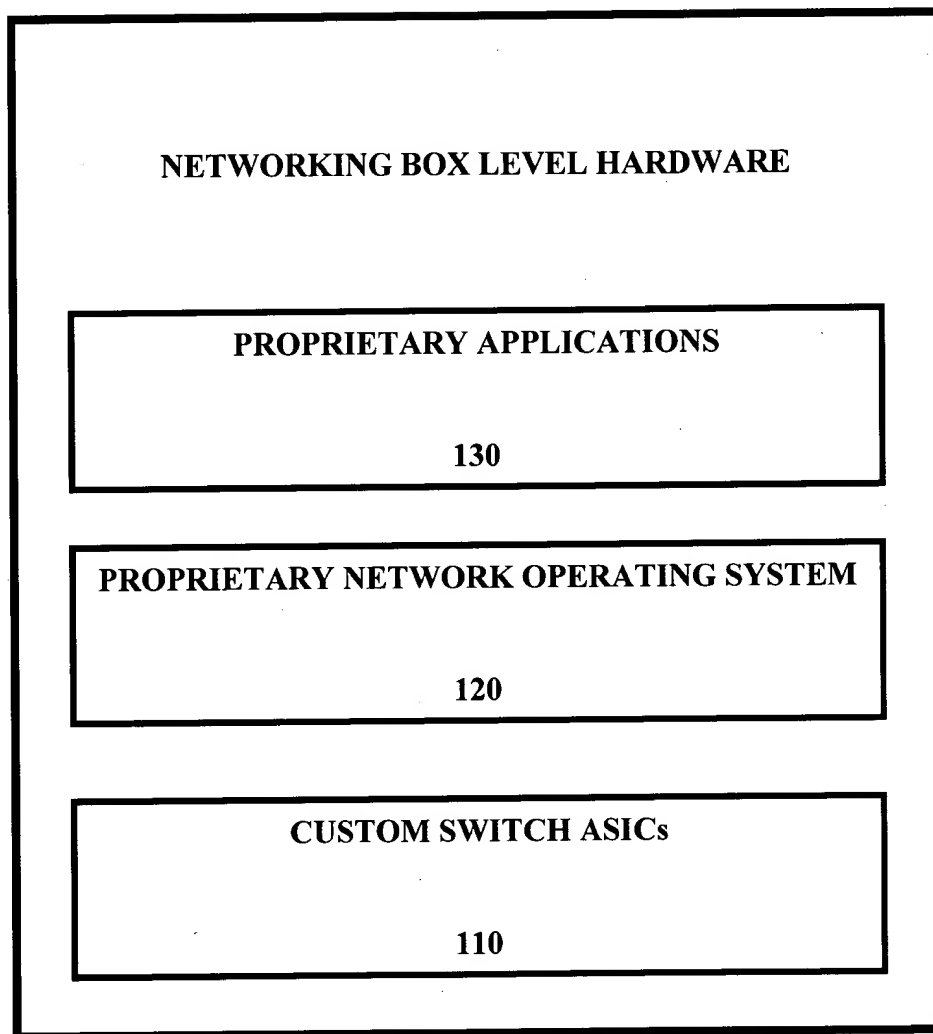 NETWORKING BOX LEVEL HARDWARE
PROPRIETARY APPLICATIONS
130
PROPRIETARY NETWORK OPERATING SYSTEM
120
CUSTOM SWITCH ASICs
110